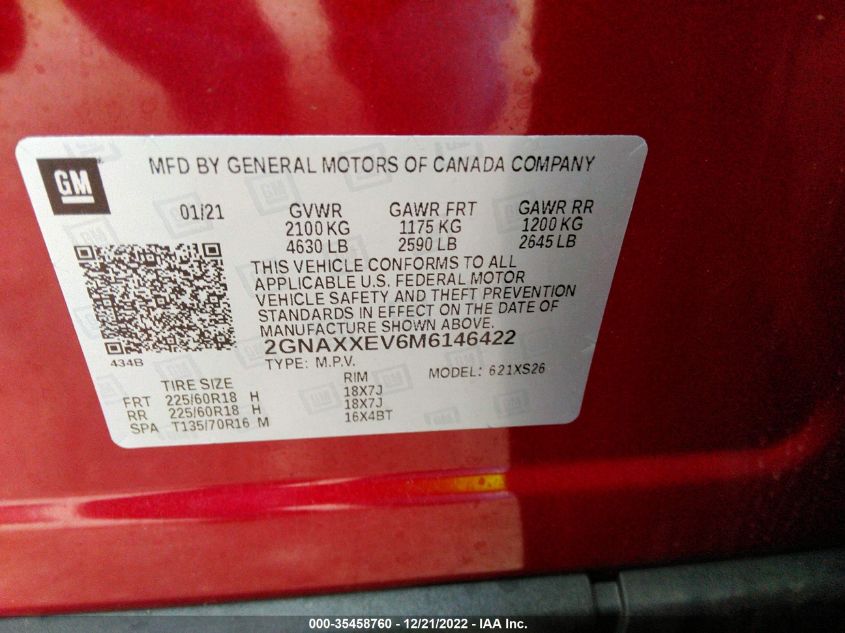 GM
MFD BY GENERAL MOTORS OF CANADA COMPANY
01/21 GVWR GAWR FRT GAWR RR
2100 KG 1175 KG 1200 KG
4630 LB 2590 LB 2645 LB
THIS VEHICLE CONFORMS TO ALL
APPLICABLE U.S. FEDERAL MOTOR
VEHICLE SAFETY AND THEFT PREVENTION
STANDARDS IN EFFECT ON THE DATE OF
MANUFACTURE SHOWN ABOVE.
434B
2GNAXXEV6M6146422
TYPE: M.P.V. MODEL: 621XS26
TIRE SIZE RIM
FRT 225/60R18 H 18X7J
RR 225/60R18 H 18X7J
SPA T135/70R16 M 16X4BT
000-35458760 - 12/21/2022 - IAA Inc.